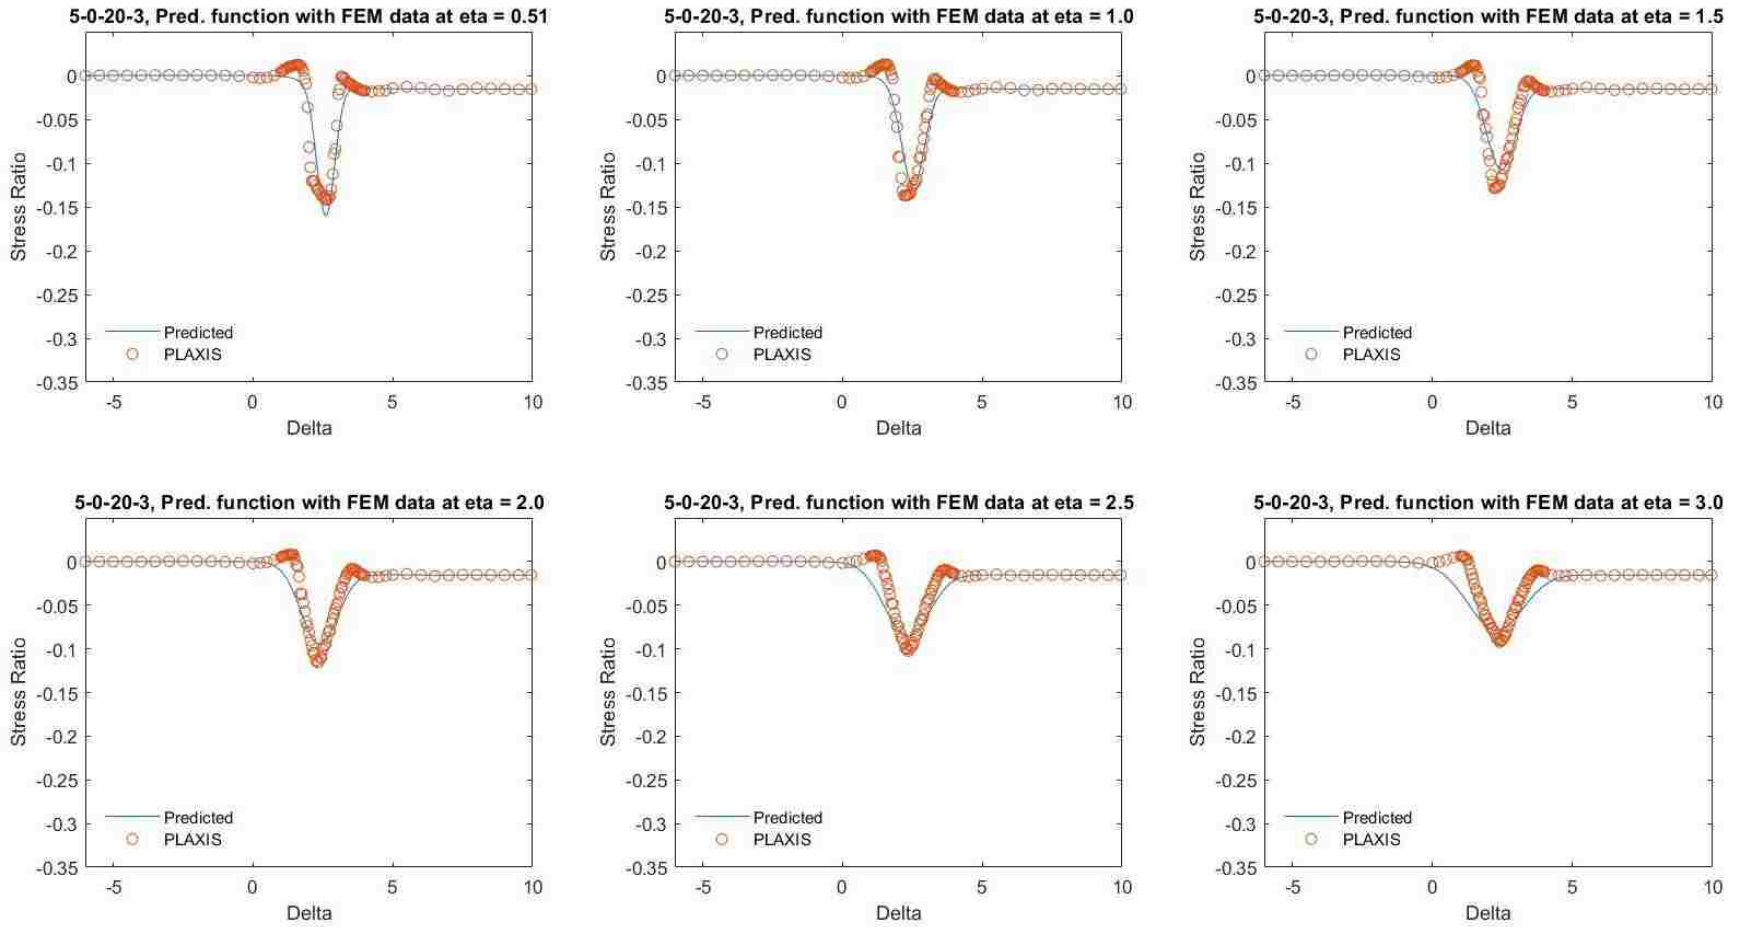 5-0-20-3, Pred. function with FEM data at eta = 0.51
0
-0.05
-0.1
-0.15
-0.2
-0.25
-0.3
-0.35
Stress Ratio
Predicted
PLAXIS
-5
0
5
10
Delta
5-0-20-3, Pred. function with FEM data at eta = 1.0
0
-0.05
-0.1
-0.15
-0.2
-0.25
-0.3
-0.35
Stress Ratio
Predicted
PLAXIS
-5
0
5
10
Delta
5-0-20-3, Pred. function with FEM data at eta = 1.5
0
-0.05
-0.1
-0.15
-0.2
-0.25
-0.3
-0.35
Stress Ratio
Predicted
PLAXIS
-5
0
5
10
Delta
5-0-20-3, Pred. function with FEM data at eta = 2.0
0
-0.05
-0.1
-0.15
-0.2
-0.25
-0.3
-0.35
Stress Ratio
Predicted
PLAXIS
-5
0
5
10
Delta
5-0-20-3, Pred. function with FEM data at eta = 2.5
0
-0.05
-0.1
-0.15
-0.2
-0.25
-0.3
-0.35
Stress Ratio
Predicted
PLAXIS
-5
0
5
10
Delta
5-0-20-3, Pred. function with FEM data at eta = 3.0
0
-0.05
-0.1
-0.15
-0.2
-0.25
-0.3
-0.35
Stress Ratio
Predicted
PLAXIS
-5
0
5
10
Delta